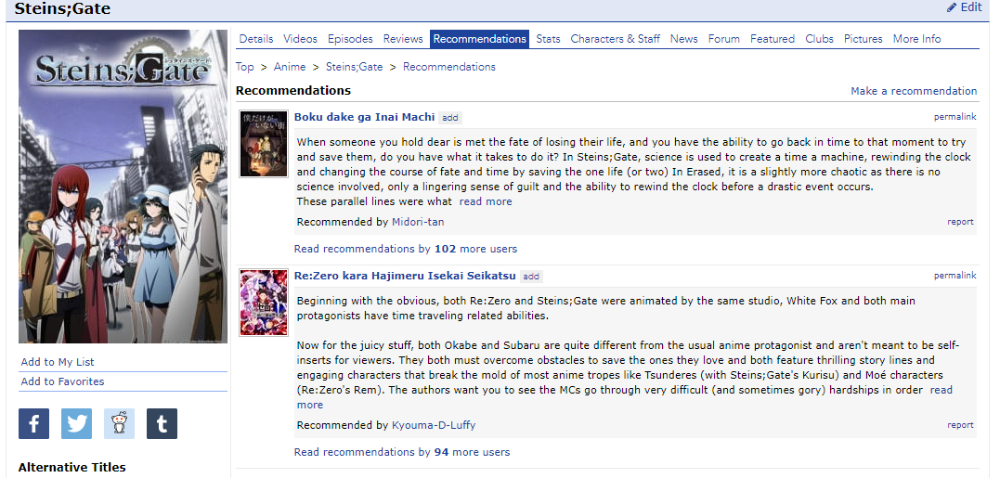 Steins;Gate
Edit
Steins;Gate
Details Videos Episodes Reviews Recommendations Stats Characters & Staff News Forum Featured Clubs Pictures More Info
Top > Anime > Steins;Gate > Recommendations
Recommendations
Make a recommendation
僕だけが
いない街
Boku dake ga Inai Machi add
permalink
When someone you hold dear is met the fate of losing their life, and you have the ability to go back in time to that moment to try
and save them, do you have what it takes to do it? In Steins;Gate, science is used to create a time a machine, rewinding the clock
and changing the course of fate and time by saving the one life (or two) In Erased, it is a slightly more chaotic as there is no
science involved, only a lingering sense of guilt and the ability to rewind the clock before a drastic event occurs.
These parallel lines were what read more
Recommended by Midori-tan
report
Read recommendations by 102 more users
Re:Zero kara Hajimeru Isekai Seikatsu add
permalink
Beginning with the obvious, both Re:Zero and Steins;Gate were animated by the same studio, White Fox and both main
protagonists have time traveling related abilities.
Now for the juicy stuff, both Okabe and Subaru are quite different from the usual anime protagonist and aren't meant to be self-
inserts for viewers. They both must overcome obstacles to save the ones they love and both feature thrilling story lines and
engaging characters that break the mold of most anime tropes like Tsunderes (with Steins;Gate's Kurisu) and Moé characters
(Re:Zero's Rem). The authors want you to see the MCs go through very difficult (and sometimes gory) hardships in order read
more
Recommended by Kyouma-D-Luffy
report
Read recommendations by 94 more users
Add to My List
Add to Favorites
Alternative Titles